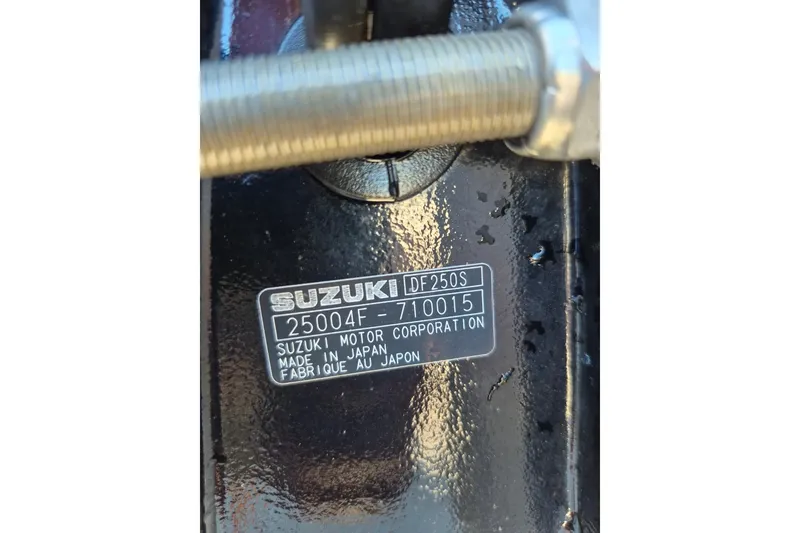 SUZUKI DF250S
25004F-710015
SUZUKI MOTOR CORPORATION
MADE IN JAPAN
FABRIQUE AU JAPON